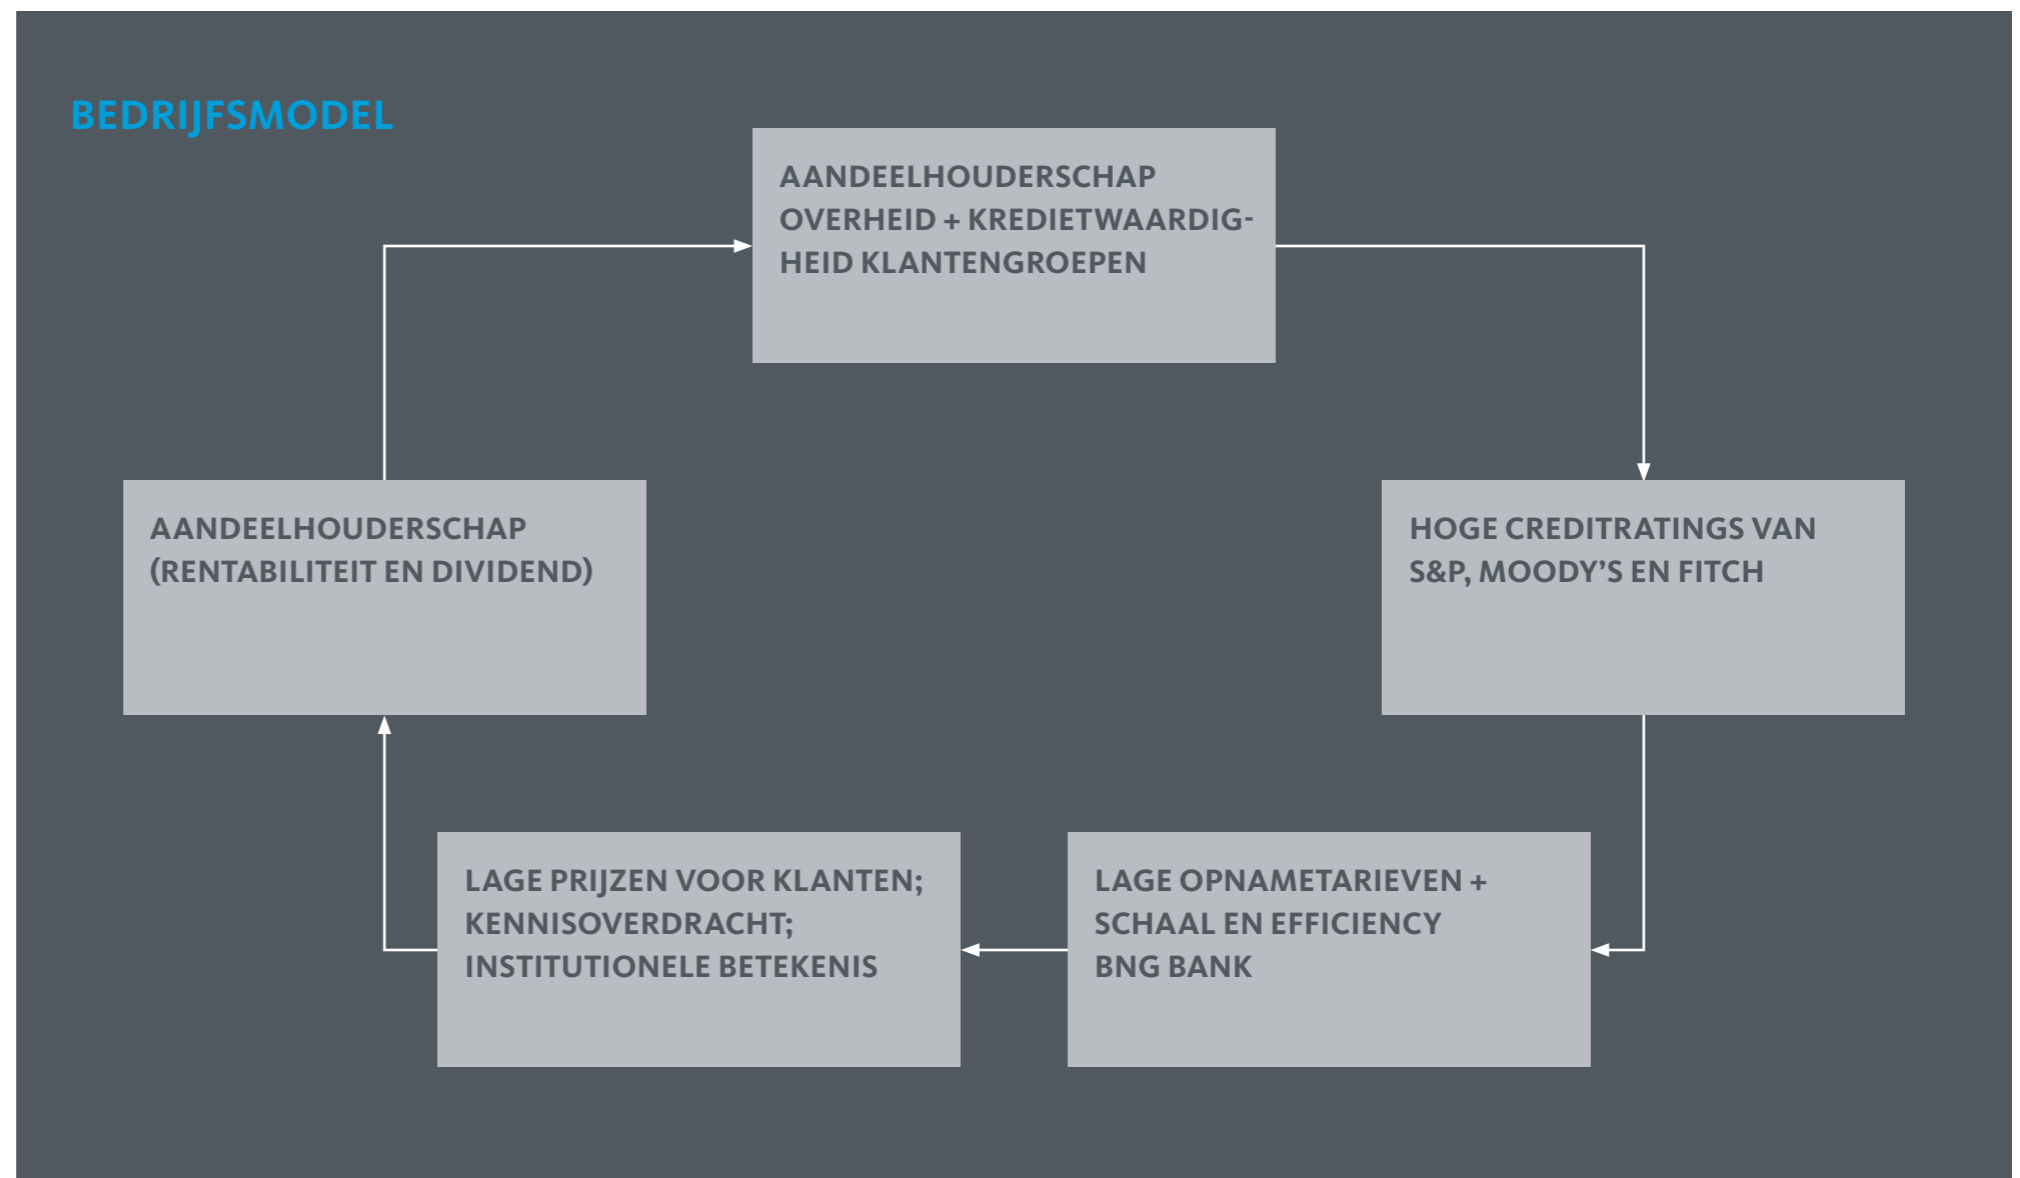 BEDRIJFSMODEL
AANDEELHOUDERSCHAP
OVERHEID + KREDIETWAARDIG-
HEID KLANTENGROEPEN
AANDEELHOUDERSCHAP
(RENTABILITEIT EN DIVIDEND)
HOGE CREDITRATINGS VAN
S&P, MOODY’S EN FITCH
LAGE PRIJZEN VOOR KLANTEN;
KENNISOVERDRACHT;
INSTITUTIONELE BETEKENIS
LAGE OPNAMETARIEVEN +
SCHAAL EN EFFICIENCY
BNG BANK